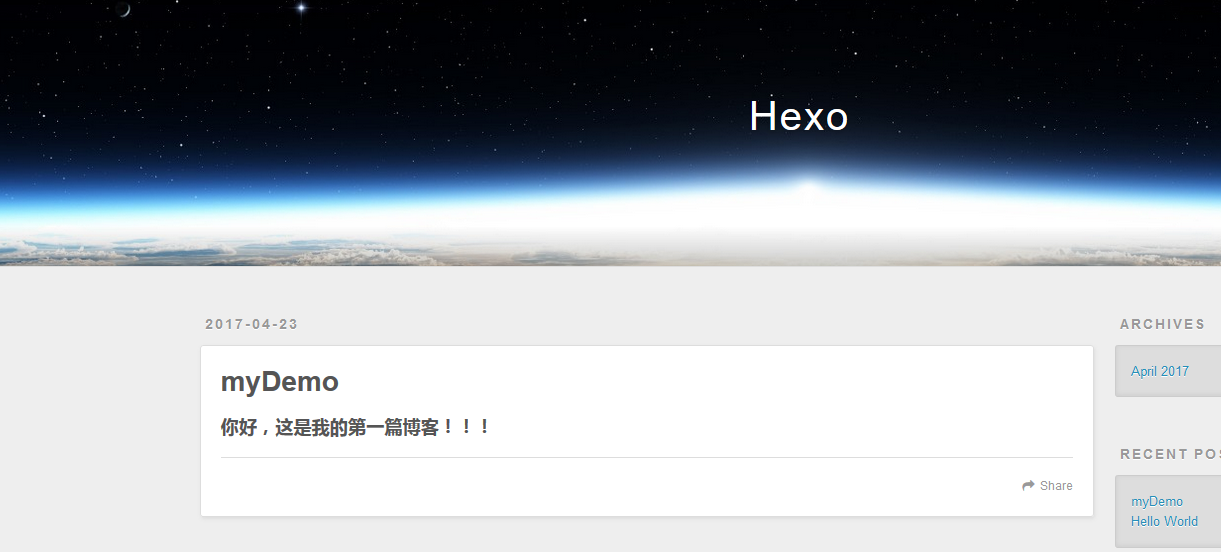 Hexo
2017-04-23
myDemo
你好，这是我的第一篇博客！！！
Share
ARCHIVES
April 2017
RECENT POS
myDemo
Hello World